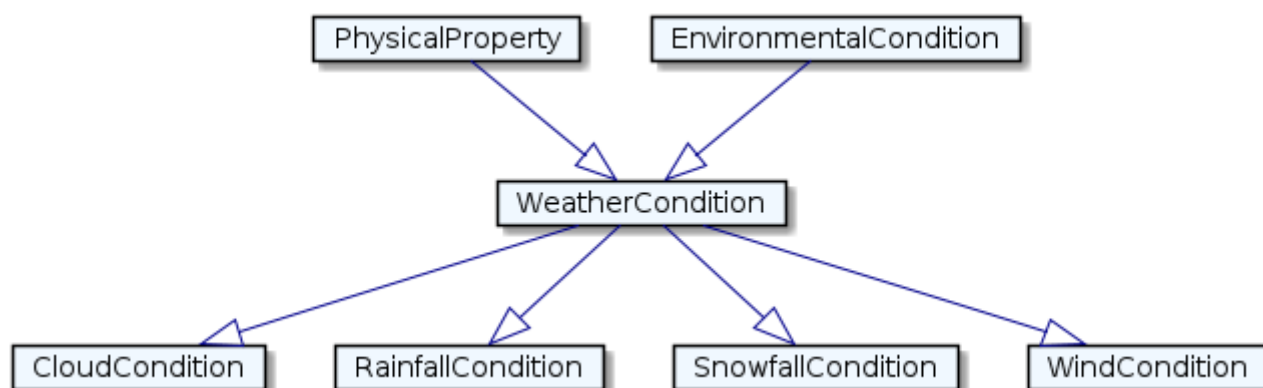 PhysicalProperty
EnvironmentalCondition
WeatherCondition
CloudCondition
RainfallCondition
SnowfallCondition
WindCondition